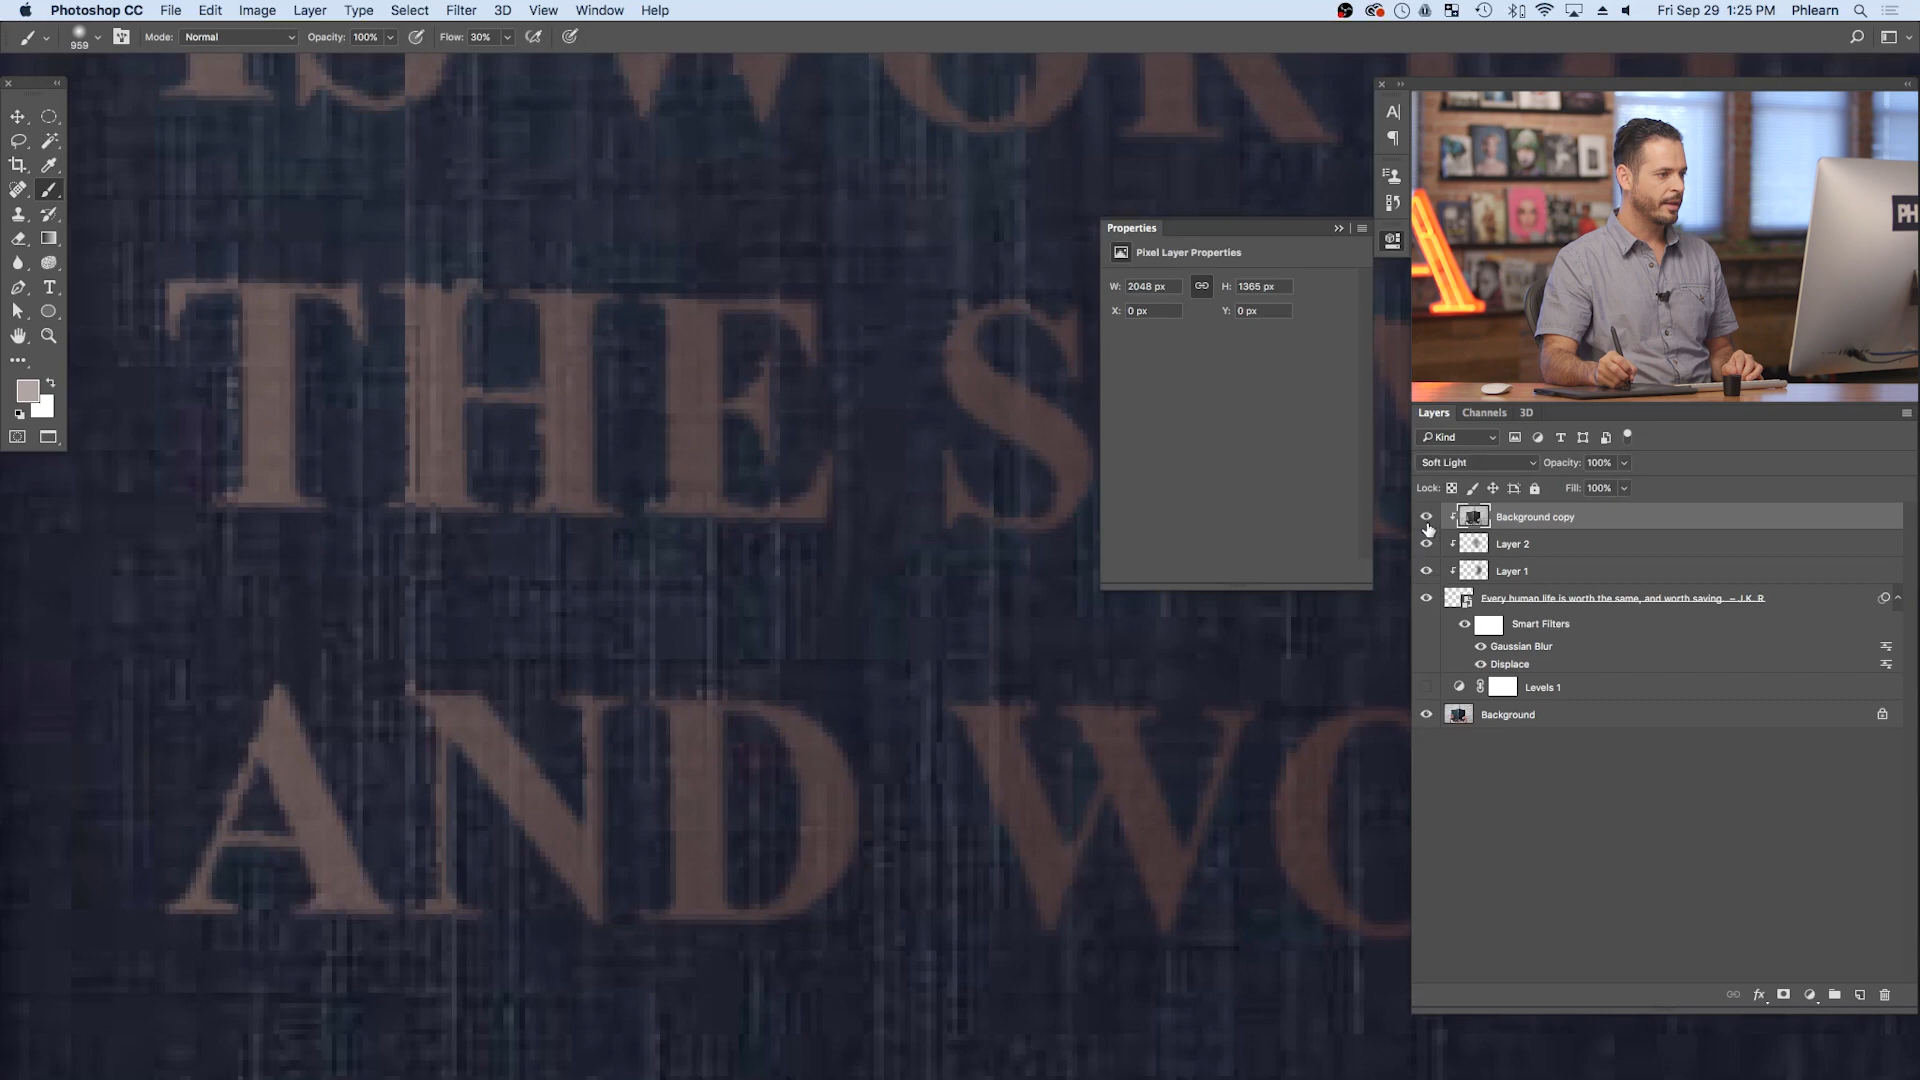 Photoshop CC File Edit Image Layer Type Select Filter 3D View Window Help Fri Sep 29 1:25 PM Phlearn
959 Mode: Normal Opacity: 100% Flow: 30%
IS WOR
THE S
AND WO
Properties
Pixel Layer Properties
W: 2048 px H: 1365 px
X: 0 px Y: 0 px
A
PH
Layers Channels 3D
Kind
Soft Light Opacity: 100%
Lock: Fill: 100%
Background copy
Layer 2
Layer 1
Every human life is worth the same, and worth saving. – J.K. R
Smart Filters
Gaussian Blur
Displace
Levels 1
Background
fx